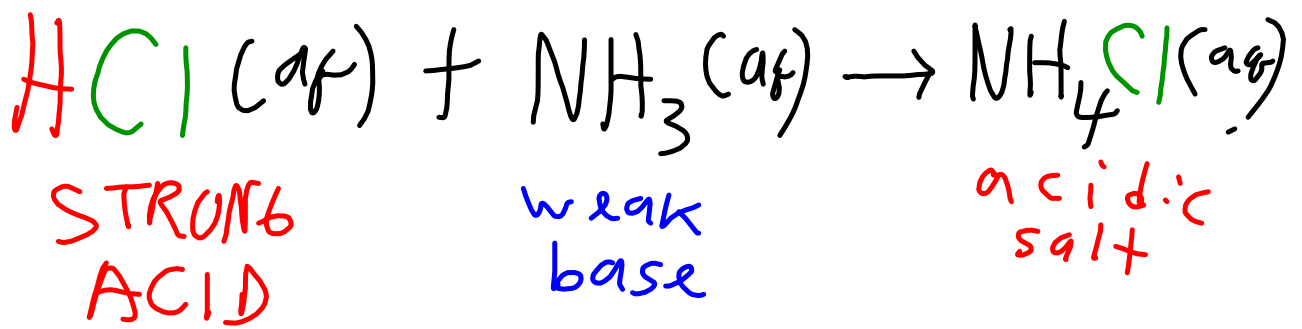 HCl (aq) + NH₃ (aq) → NH₄Cl (aq)
STRONG weak acidic
ACID base salt